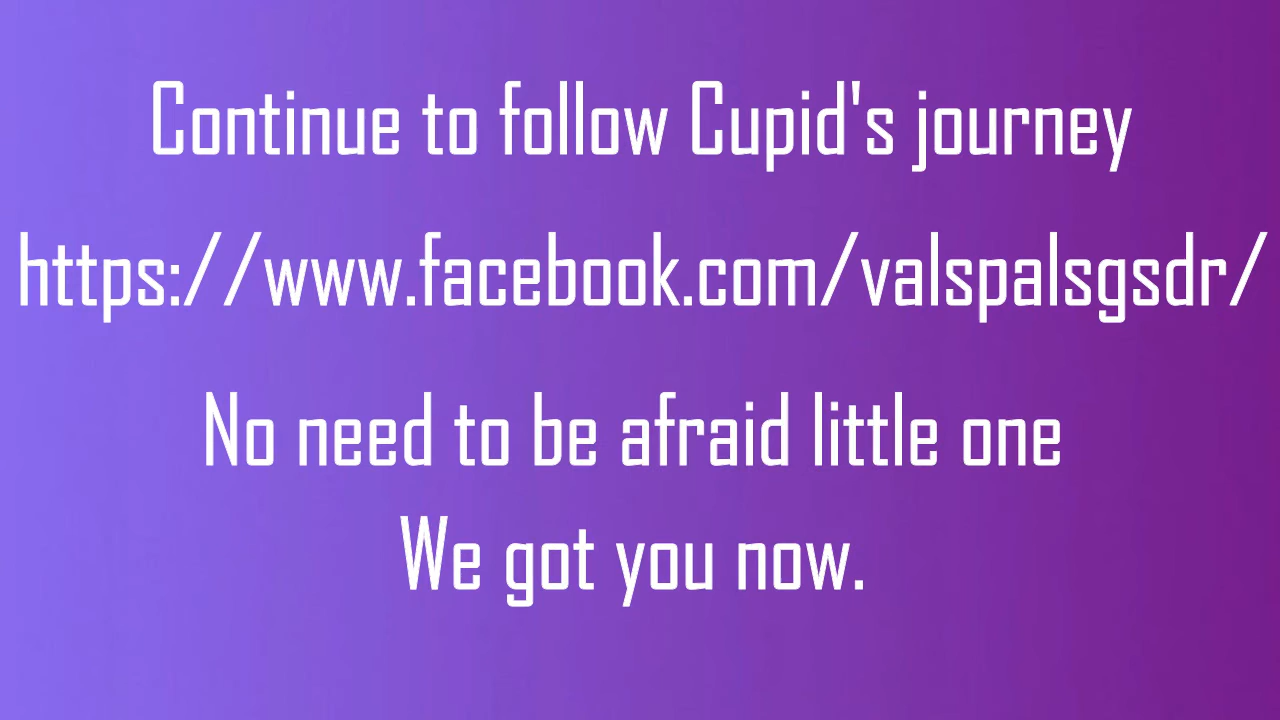 Continue to follow Cupid's journey
https://www.facebook.com/valspalsgsdr/
No need to be afraid little one
We got you now.